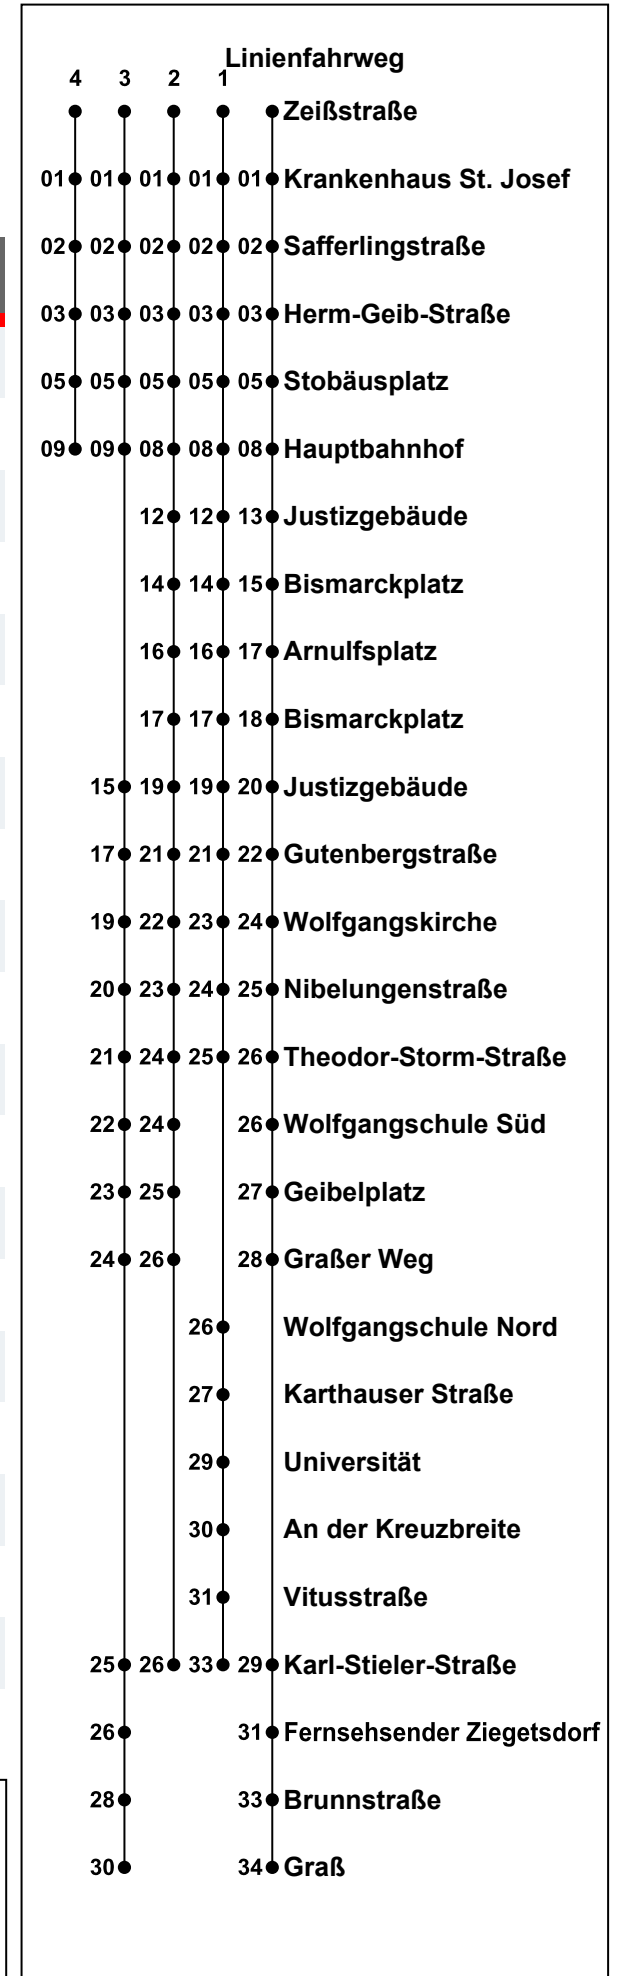 Linienfahrweg
4 3 2 1
Zeißstraße
01 01 01 01 01 Krankenhaus St. Josef
02 02 02 02 02 Safferlingstraße
03 03 03 03 03 Herm-Geib-Straße
05 05 05 05 05 Stobäusplatz
09 09 08 08 08 Hauptbahnhof
12 12 13 Justizgebäude
14 14 15 Bismarckplatz
16 16 17 Arnulfsplatz
17 17 18 Bismarckplatz
15 19 19 20 Justizgebäude
17 21 21 22 Gutenbergstraße
19 22 23 24 Wolfgangskirche
20 23 24 25 Nibelungenstraße
21 24 25 26 Theodor-Storm-Straße
22 24 26 Wolfgangschule Süd
23 25 27 Geibelplatz
24 26 28 Graßer Weg
26 Wolfgangschule Nord
27 Karthauser Straße
29 Universität
30 An der Kreuzbreite
31 Vitusstraße
25 26 33 29 Karl-Stieler-Straße
26 31 Fernsehsender Ziegetsdorf
28 33 Brunnstraße
30 34 Graß